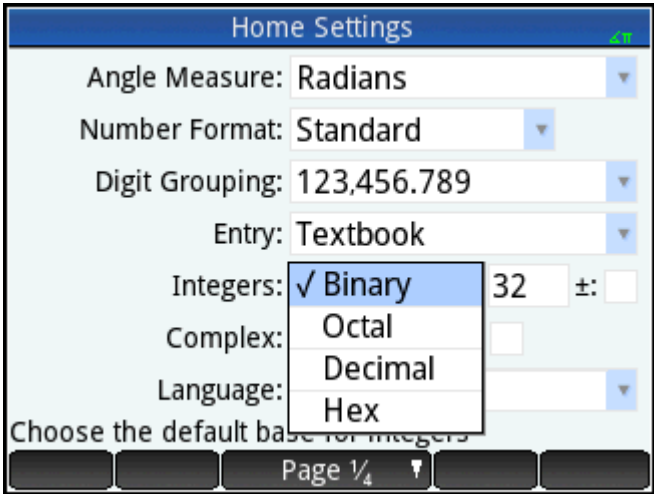 Home Settings
∡π
Angle Measure: Radians
Number Format: Standard
Digit Grouping: 123,456.789
Entry: Textbook
Integers: √ Binary 32 ±:
Octal
Complex:
Decimal
Language:
Hex
Choose the default base for integers
Page ¼